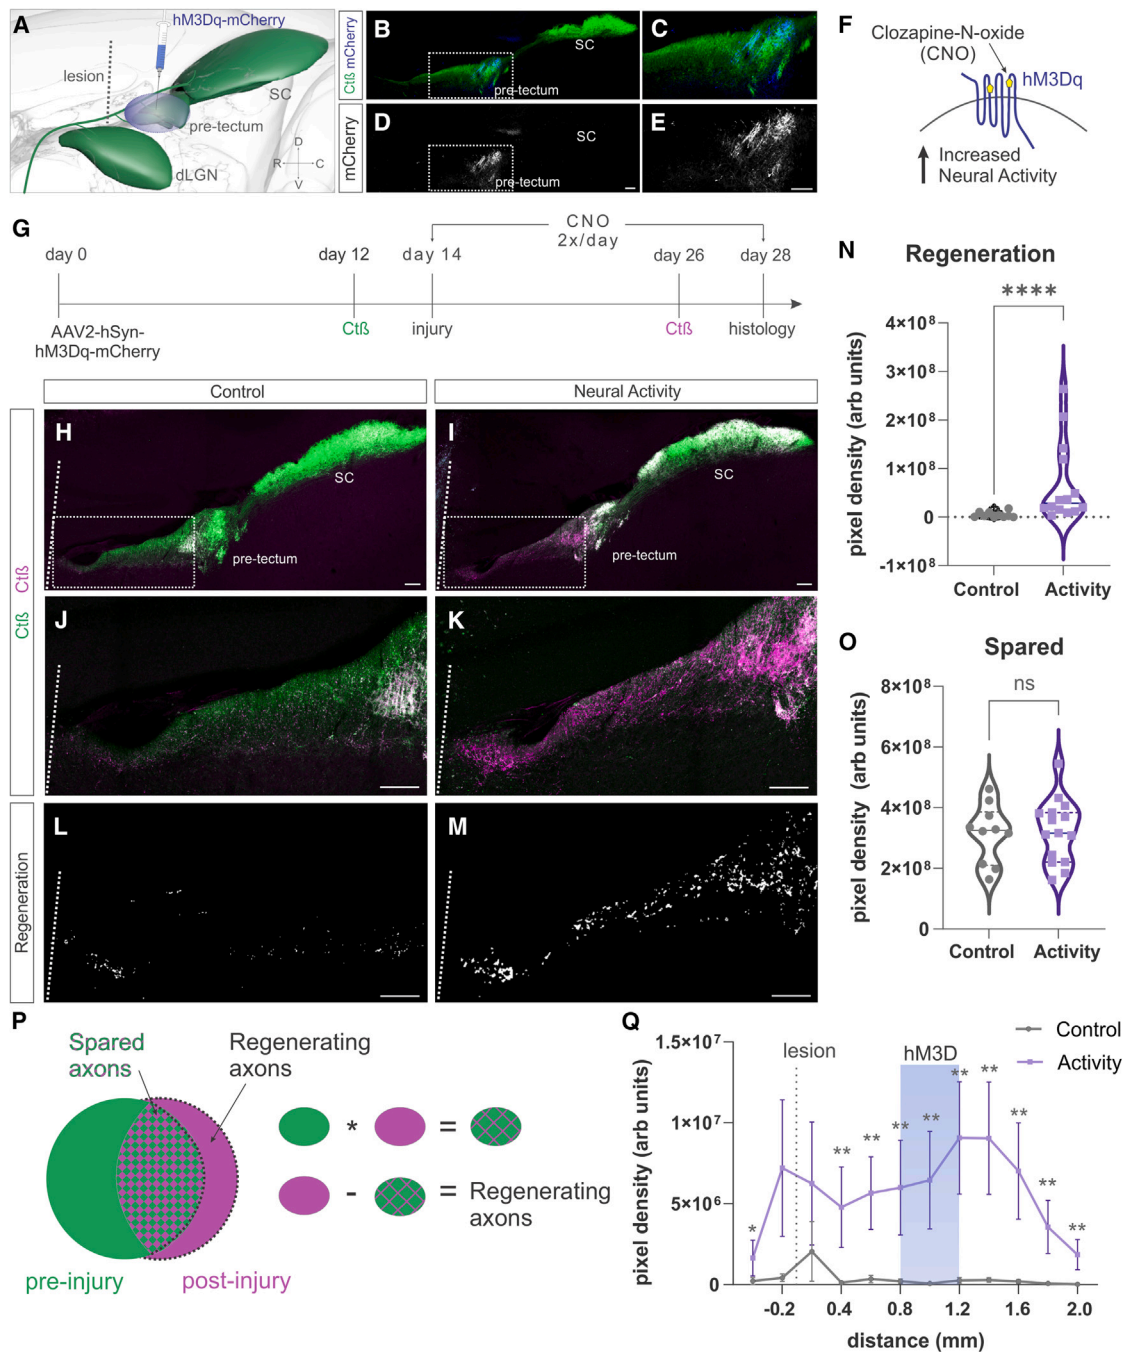 A
hM3Dq-mCherry
lesion
SC
pre-tectum
dLGN
D
R
C
V
Ctß mCherry
mCherry
B
SC
pre-tectum
C
D
SC
pre-tectum
E
F
Clozapine-N-oxide
(CNO)
hM3Dq
Increased
Neural Activity
G
CNO
2x/day
day 0
day 12
day 14
day 26
day 28
AAV2-hSyn-
hM3Dq-mCherry
Ctß
injury
Ctß
histology
Control
Neural Activity
Ctß Ctß
H
SC
pre-tectum
I
SC
pre-tectum
J
K
Regeneration
L
M
N
Regeneration
****
pixel density (arb units)
4×10⁸
3×10⁸
2×10⁸
1×10⁸
0
-1×10⁸
Control
Activity
O
Spared
ns
pixel density (arb units)
8×10⁸
6×10⁸
4×10⁸
2×10⁸
0
Control
Activity
P
Spared
axons
Regenerating
axons
* =
- = Regenerating
axons
pre-injury
post-injury
Q
Control
Activity
lesion
hM3D
pixel density (arb units)
1.5×10⁷
1×10⁷
5×10⁶
0
* ** ** ** ** ** ** ** ** **
-0.2 0.4 0.8 1.2 1.6 2.0
distance (mm)